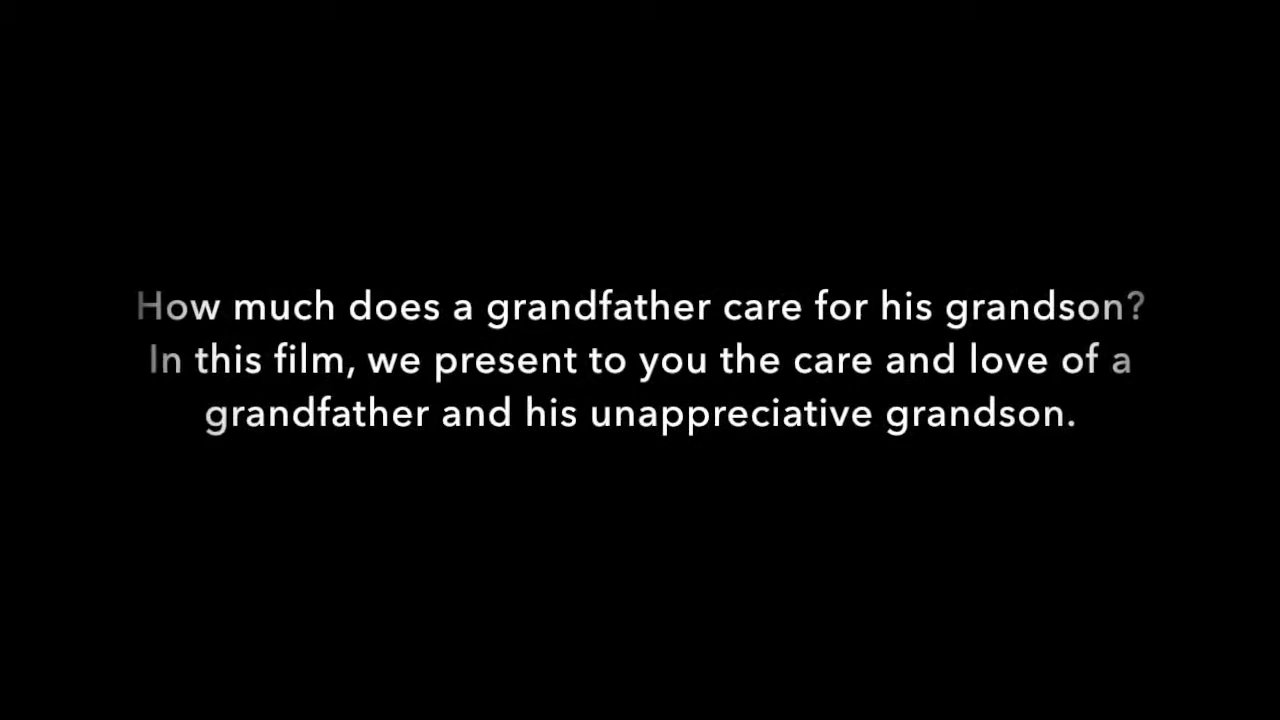 How much does a grandfather care for his grandson?
In this film, we present to you the care and love of a
grandfather and his unappreciative grandson.